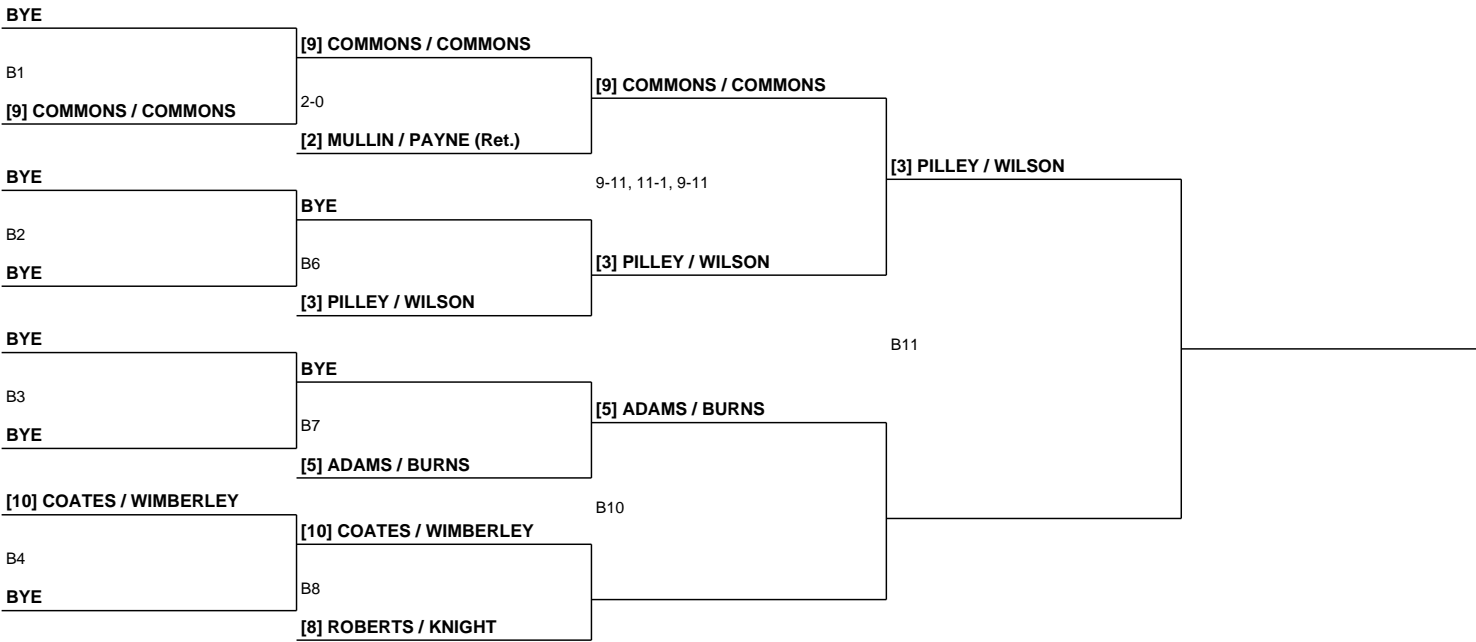 BYE
[9] COMMONS / COMMONS
B1
[9] COMMONS / COMMONS
[9] COMMONS / COMMONS
2-0
[2] MULLIN / PAYNE (Ret.)
[3] PILLEY / WILSON
BYE
9-11, 11-1, 9-11
BYE
B2
B6
[3] PILLEY / WILSON
BYE
[3] PILLEY / WILSON
BYE
B11
BYE
B3
[5] ADAMS / BURNS
B7
BYE
[5] ADAMS / BURNS
[10] COATES / WIMBERLEY
B10
[10] COATES / WIMBERLEY
B4
B8
BYE
[8] ROBERTS / KNIGHT